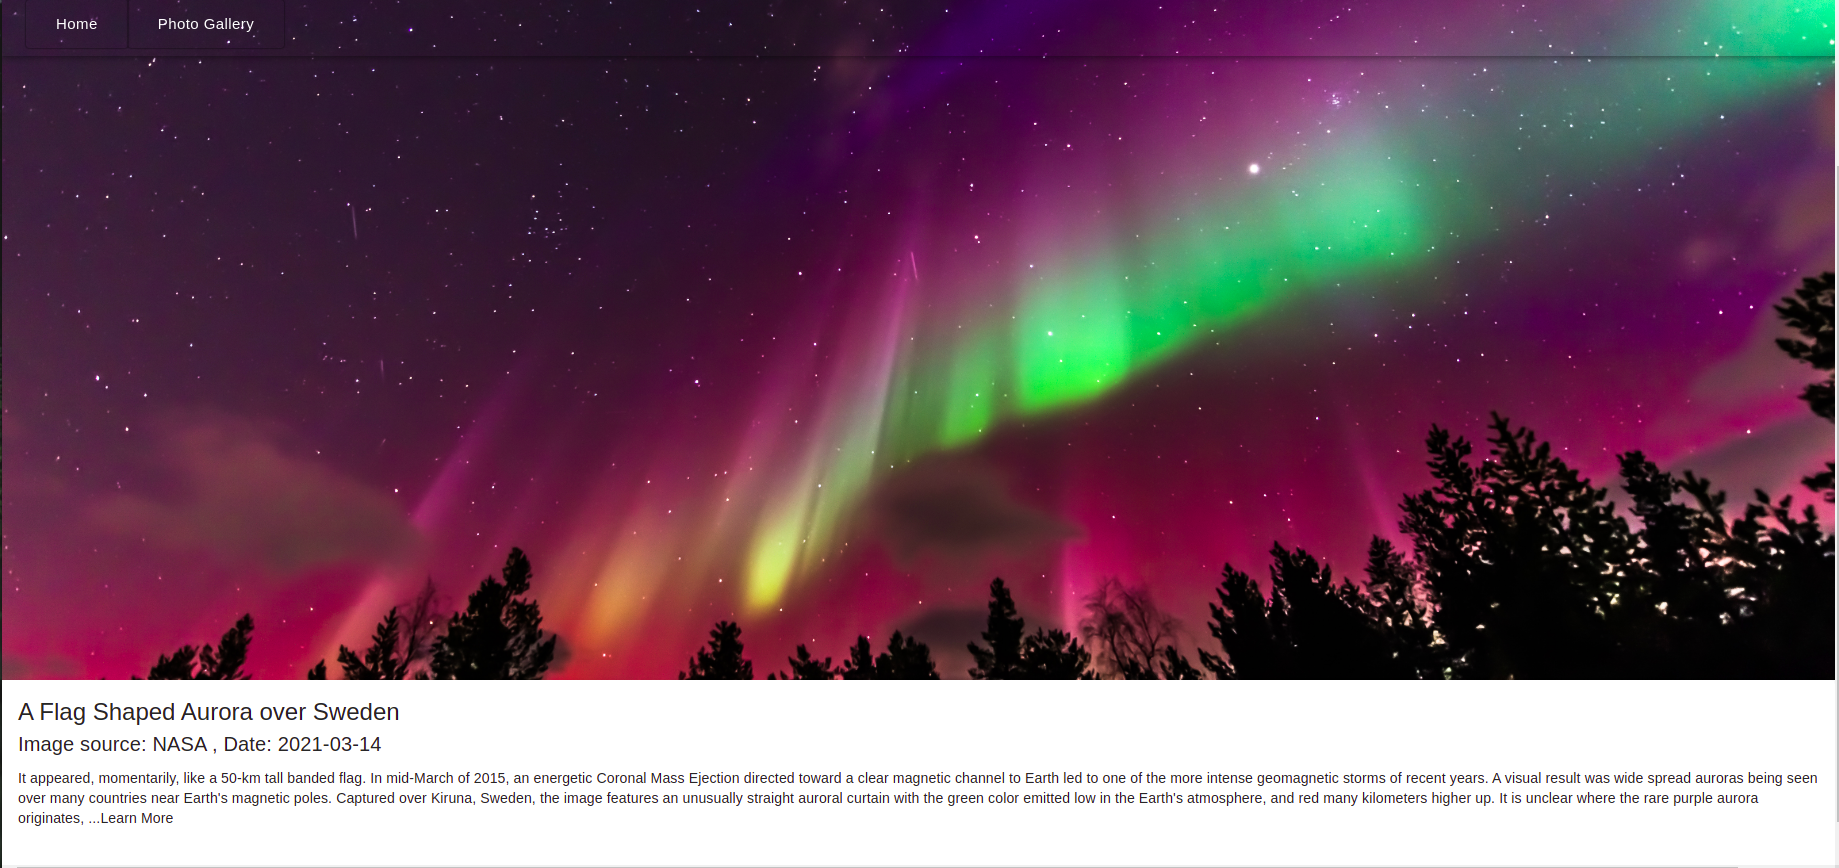 Home
Photo Gallery
A Flag Shaped Aurora over Sweden
Image source: NASA , Date: 2021-03-14
It appeared, momentarily, like a 50-km tall banded flag. In mid-March of 2015, an energetic Coronal Mass Ejection directed toward a clear magnetic channel to Earth led to one of the more intense geomagnetic storms of recent years. A visual result was wide spread auroras being seen
over many countries near Earth's magnetic poles. Captured over Kiruna, Sweden, the image features an unusually straight auroral curtain with the green color emitted low in the Earth's atmosphere, and red many kilometers higher up. It is unclear where the rare purple aurora
originates, ...Learn More